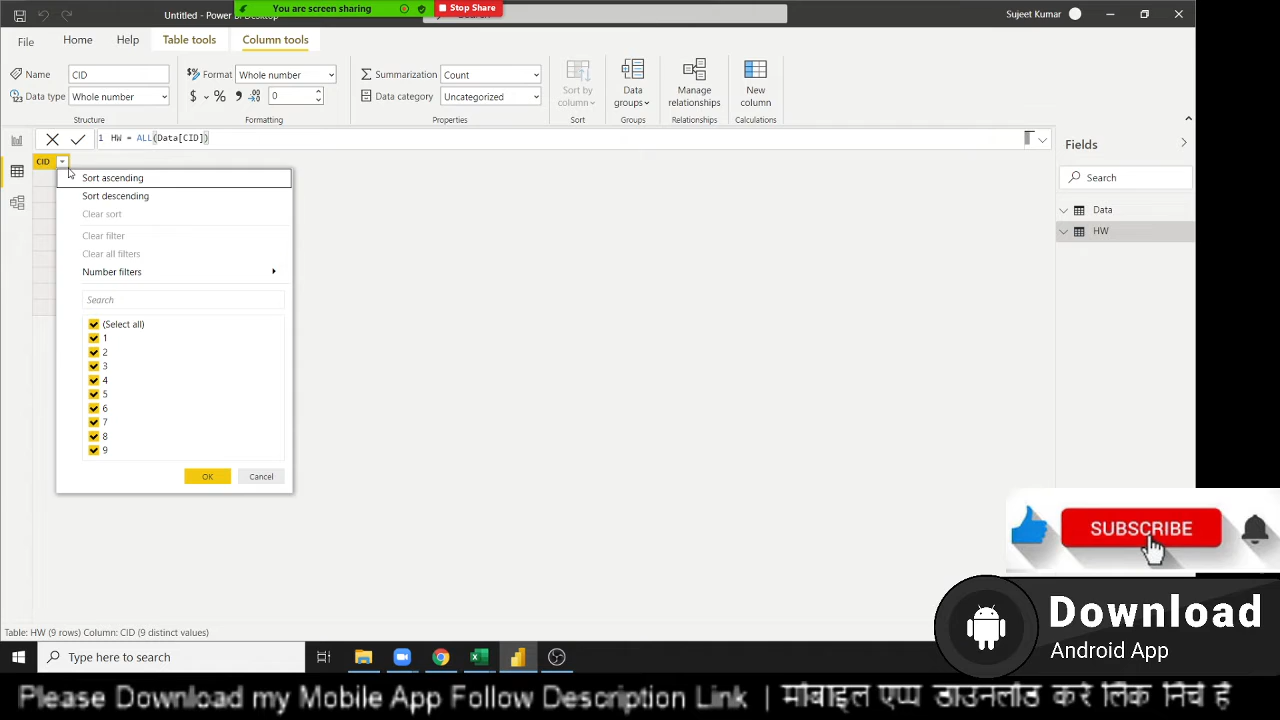 Untitled - Power BI Desktop
You are screen sharing
Stop Share
Sujeet Kumar
File
Home
Help
Table tools
Column tools
Name
CID
Format
Whole number
Summarization
Count
Data type
Whole number
$
%
0
Data category
Uncategorized
Sort by column
Data groups
Manage relationships
New column
Structure
Formatting
Properties
Sort
Groups
Relationships
Calculations
1 HW = ALL(Data[CID])
Fields
CID
Sort ascending
Sort descending
Clear sort
Clear filter
Clear all filters
Number filters
Search
(Select all)
1
2
3
4
5
6
7
8
9
OK
Cancel
Search
Data
HW
SUBSCRIBE
Download
Android App
Table: HW (9 rows) Column: CID (9 distinct values)
Type here to search
Please Download my Mobile App Follow Description Link | मोबाइल एप्प डाउनलोड करे लिंक निचे है